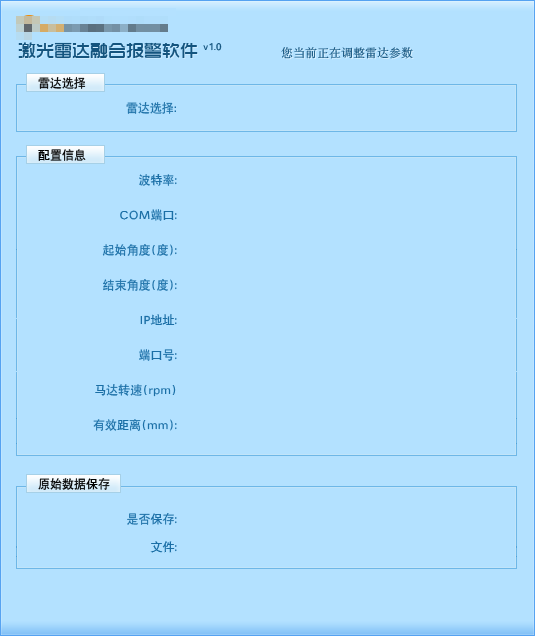 激光雷达融合报警软件 v1.0
您当前正在调整雷达参数
雷达选择
雷达选择:
配置信息
波特率:
COM端口:
起始角度(度):
结束角度(度):
IP地址:
端口号:
马达转速(rpm)
有效距离(mm):
原始数据保存
是否保存:
文件: